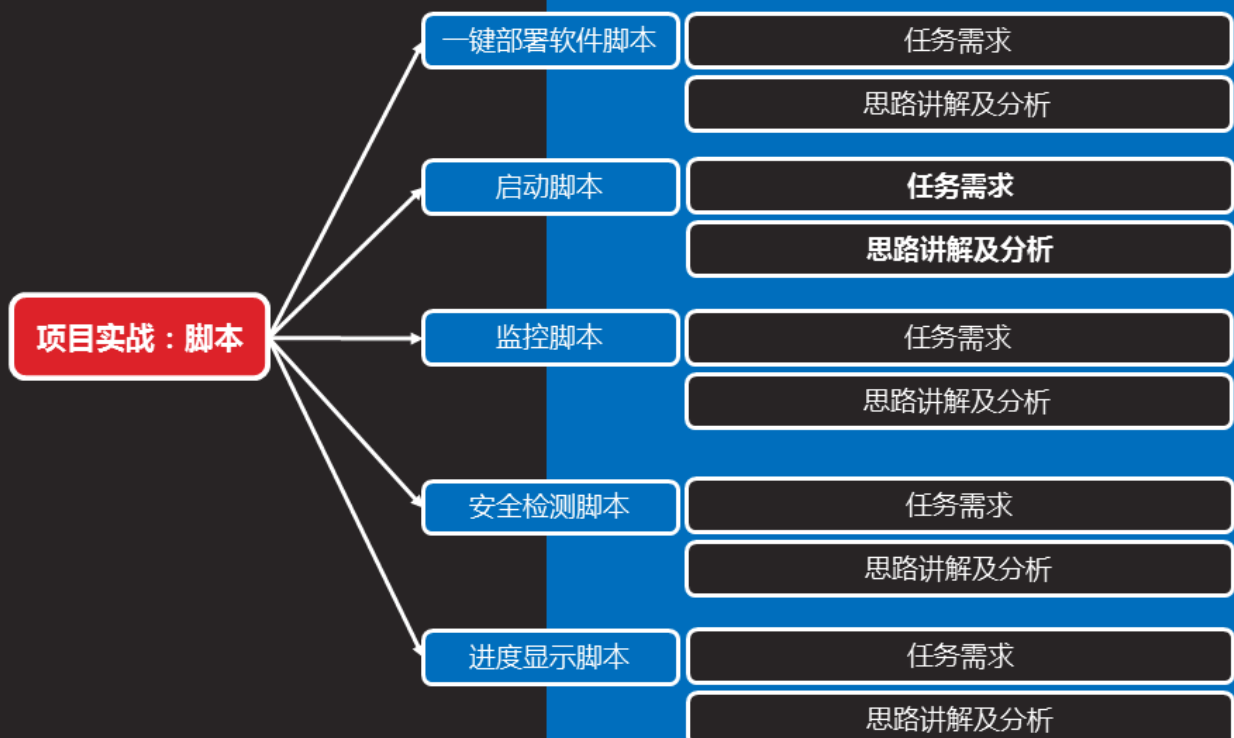 一键部署软件脚本
任务需求
思路讲解及分析
启动脚本
任务需求
思路讲解及分析
项目实战：脚本
监控脚本
任务需求
思路讲解及分析
安全检测脚本
任务需求
思路讲解及分析
进度显示脚本
任务需求
思路讲解及分析